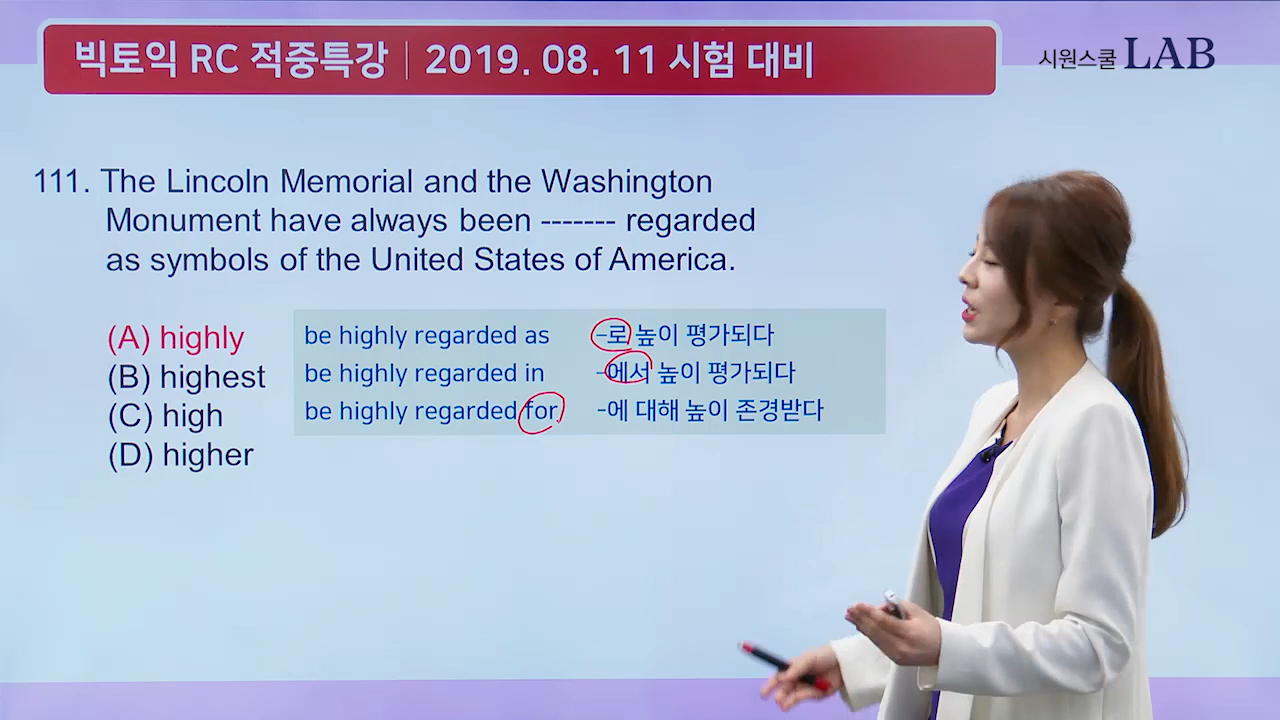 빅토익 RC 적중특강 | 2019. 08. 11 시험 대비
시원스쿨 LAB
111. The Lincoln Memorial and the Washington
Monument have always been ------- regarded
as symbols of the United States of America.
(A) highly
(B) highest
(C) high
(D) higher
be highly regarded as -로 높이 평가되다
be highly regarded in -에서 높이 평가되다
be highly regarded for -에 대해 높이 존경받다